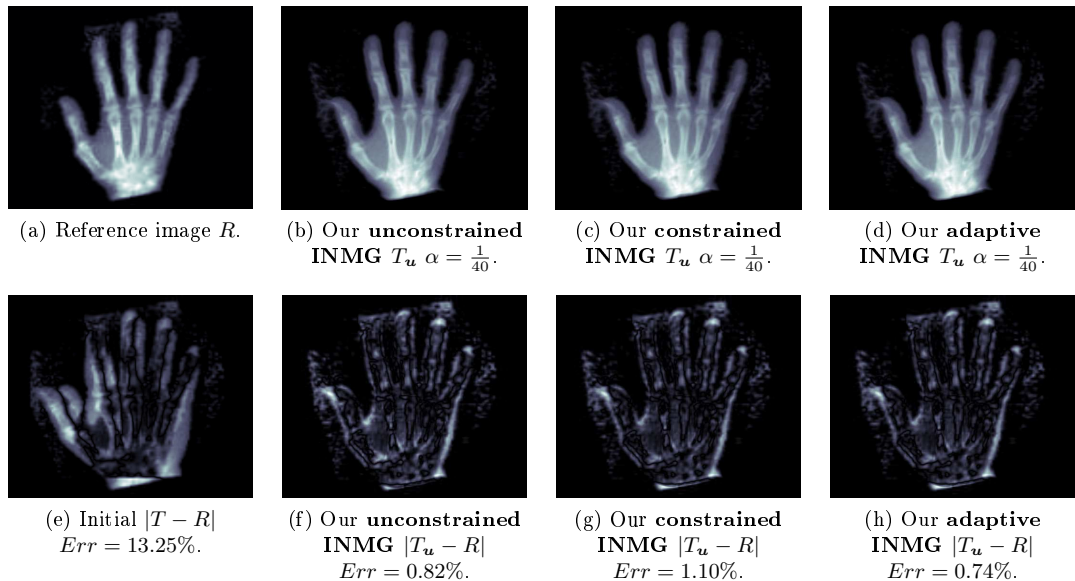 (a) Reference image R.
(b) Our unconstrained
INMG T_u α = 1/40.
(c) Our constrained
INMG T_u α = 1/40.
(d) Our adaptive
INMG T_u α = 1/40.
(e) Initial |T − R|
Err = 13.25%.
(f) Our unconstrained
INMG |T_u − R|
Err = 0.82%.
(g) Our constrained
INMG |T_u − R|
Err = 1.10%.
(h) Our adaptive
INMG |T_u − R|
Err = 0.74%.